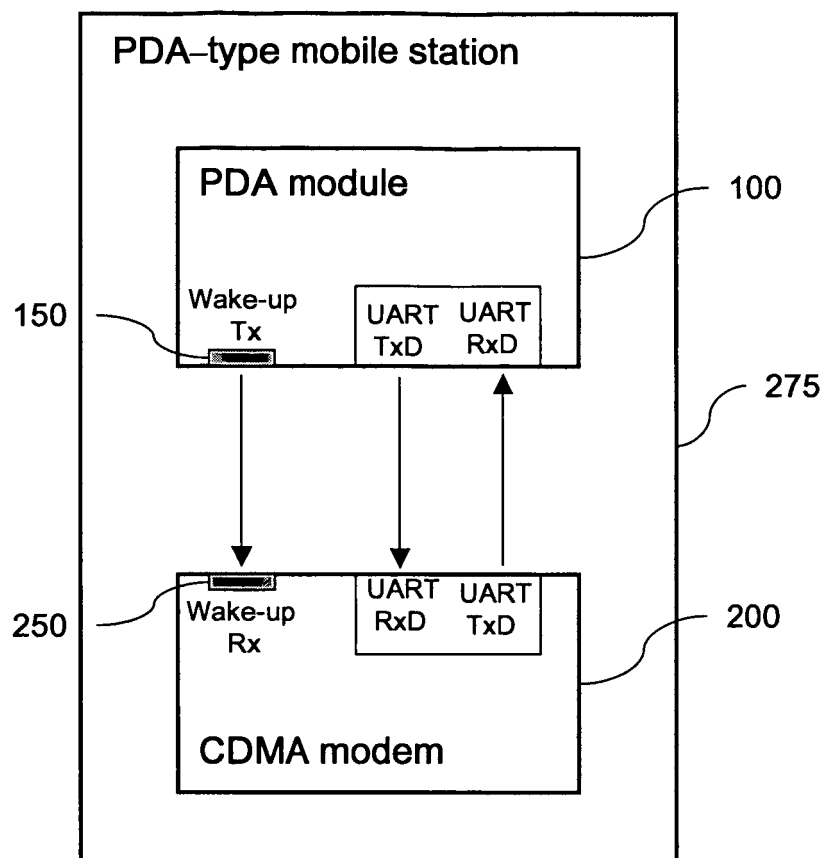 PDA–type mobile station
PDA module
100
Wake-up
Tx
150
UART
TxD
UART
RxD
275
UART
RxD
UART
TxD
Wake-up
Rx
250
200
CDMA modem